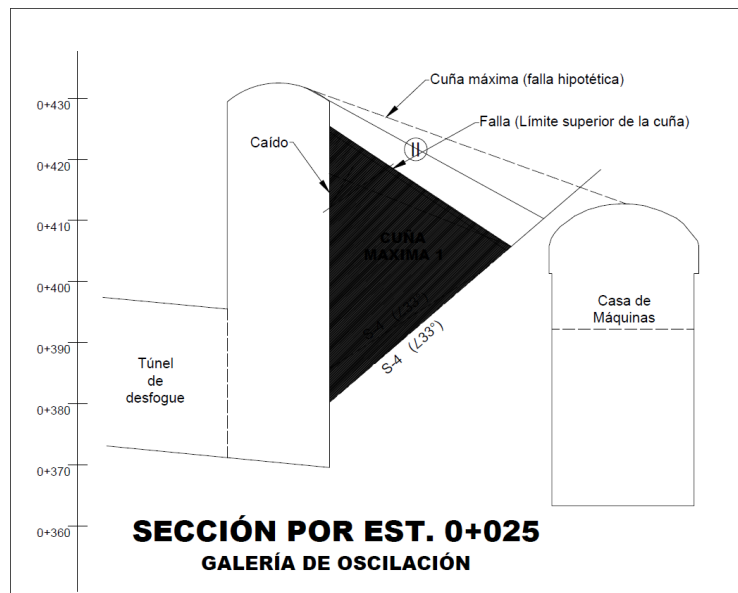 Cuña máxima (falla hipotética)
0+430
Falla (Límite superior de la cuña)
Caído
II
0+420
0+410
CUÑA
MAXIMA 1
0+400
Casa de
Máquinas
S-4 (∠33°)
0+390
S-4 (∠33°)
Túnel
de
desfogue
0+380
0+370
0+360
SECCIÓN POR EST. 0+025
GALERÍA DE OSCILACIÓN